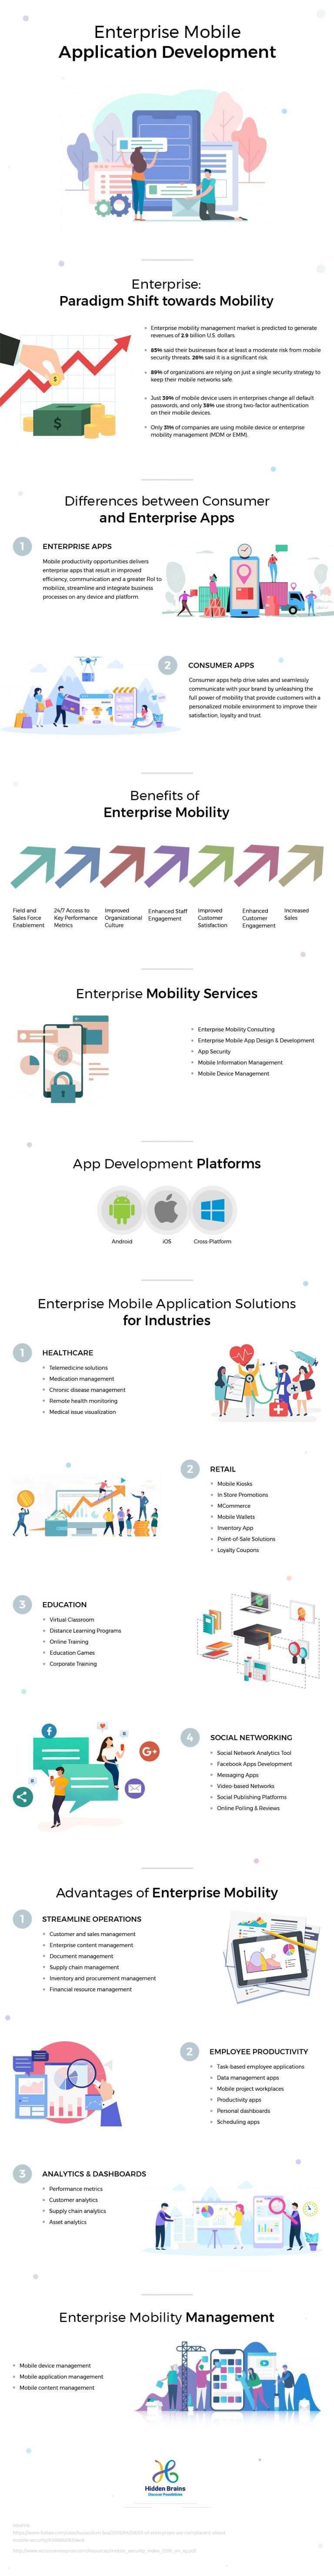 Enterprise Mobile
Application Development
Enterprise:
Paradigm Shift towards Mobility
Enterprise mobility management market is predicted to generate
revenues of 2.9 billion U.S. dollars.
85% said their businesses face at least a moderate risk from mobile
security threats. 26% said it is a significant risk.
89% of organizations are relying on just a single security strategy to
keep their mobile networks safe.
Just 39% of mobile device users in enterprises change all default
passwords, and only 38% use strong two-factor authentication
on their mobile devices.
Only 31% of companies are using mobile device or enterprise
mobility management (MDM or EMM).
Differences between Consumer
and Enterprise Apps
1
ENTERPRISE APPS
Mobile productivity opportunities delivers
enterprise apps that result in improved
efficiency, communication and a greater RoI to
mobilize, streamline and integrate business
processes on any device and platform.
2
CONSUMER APPS
Consumer apps help drive sales and seamlessly
communicate with your brand by unleashing the
full power of mobility that provide customers with a
personalized mobile environment to improve their
satisfaction, loyalty and trust.
Benefits of
Enterprise Mobility
Field and
Sales Force
Enablement
24/7 Access to
Key Performance
Metrics
Improved
Organizational
Culture
Enhanced Staff
Engagement
Improved
Customer
Satisfaction
Enhanced
Customer
Engagement
Increased
Sales
Enterprise Mobility Services
Enterprise Mobility Consulting
Enterprise Mobile App Design & Development
App Security
Mobile Information Management
Mobile Device Management
App Development Platforms
Android
iOS
Cross-Platform
Enterprise Mobile Application Solutions
for Industries
1
HEALTHCARE
Telemedicine solutions
Medication management
Chronic disease management
Remote health monitoring
Medical issue visualization
2
RETAIL
Mobile Kiosks
In Store Promotions
MCommerce
Mobile Wallets
Inventory App
Point-of-Sale Solutions
Loyalty Coupons
3
EDUCATION
Virtual Classroom
Distance Learning Programs
Online Training
Education Games
Corporate Training
G+
4
SOCIAL NETWORKING
Social Network Analytics Tool
Facebook Apps Development
Messaging Apps
Video-based Networks
Social Publishing Platforms
Online Polling & Reviews
Advantages of Enterprise Mobility
1
STREAMLINE OPERATIONS
Customer and sales management
Enterprise content management
Document management
Supply chain management
Inventory and procurement management
Financial resource management
2
EMPLOYEE PRODUCTIVITY
Task-based employee applications
Data management apps
Mobile project workplaces
Productivity apps
Personal dashboards
Scheduling apps
3
ANALYTICS & DASHBOARDS
Performance metrics
Customer analytics
Supply chain analytics
Asset analytics
Enterprise Mobility Management
Mobile device management
Mobile application management
Mobile content management
Hidden Brains
Discover Possibilities